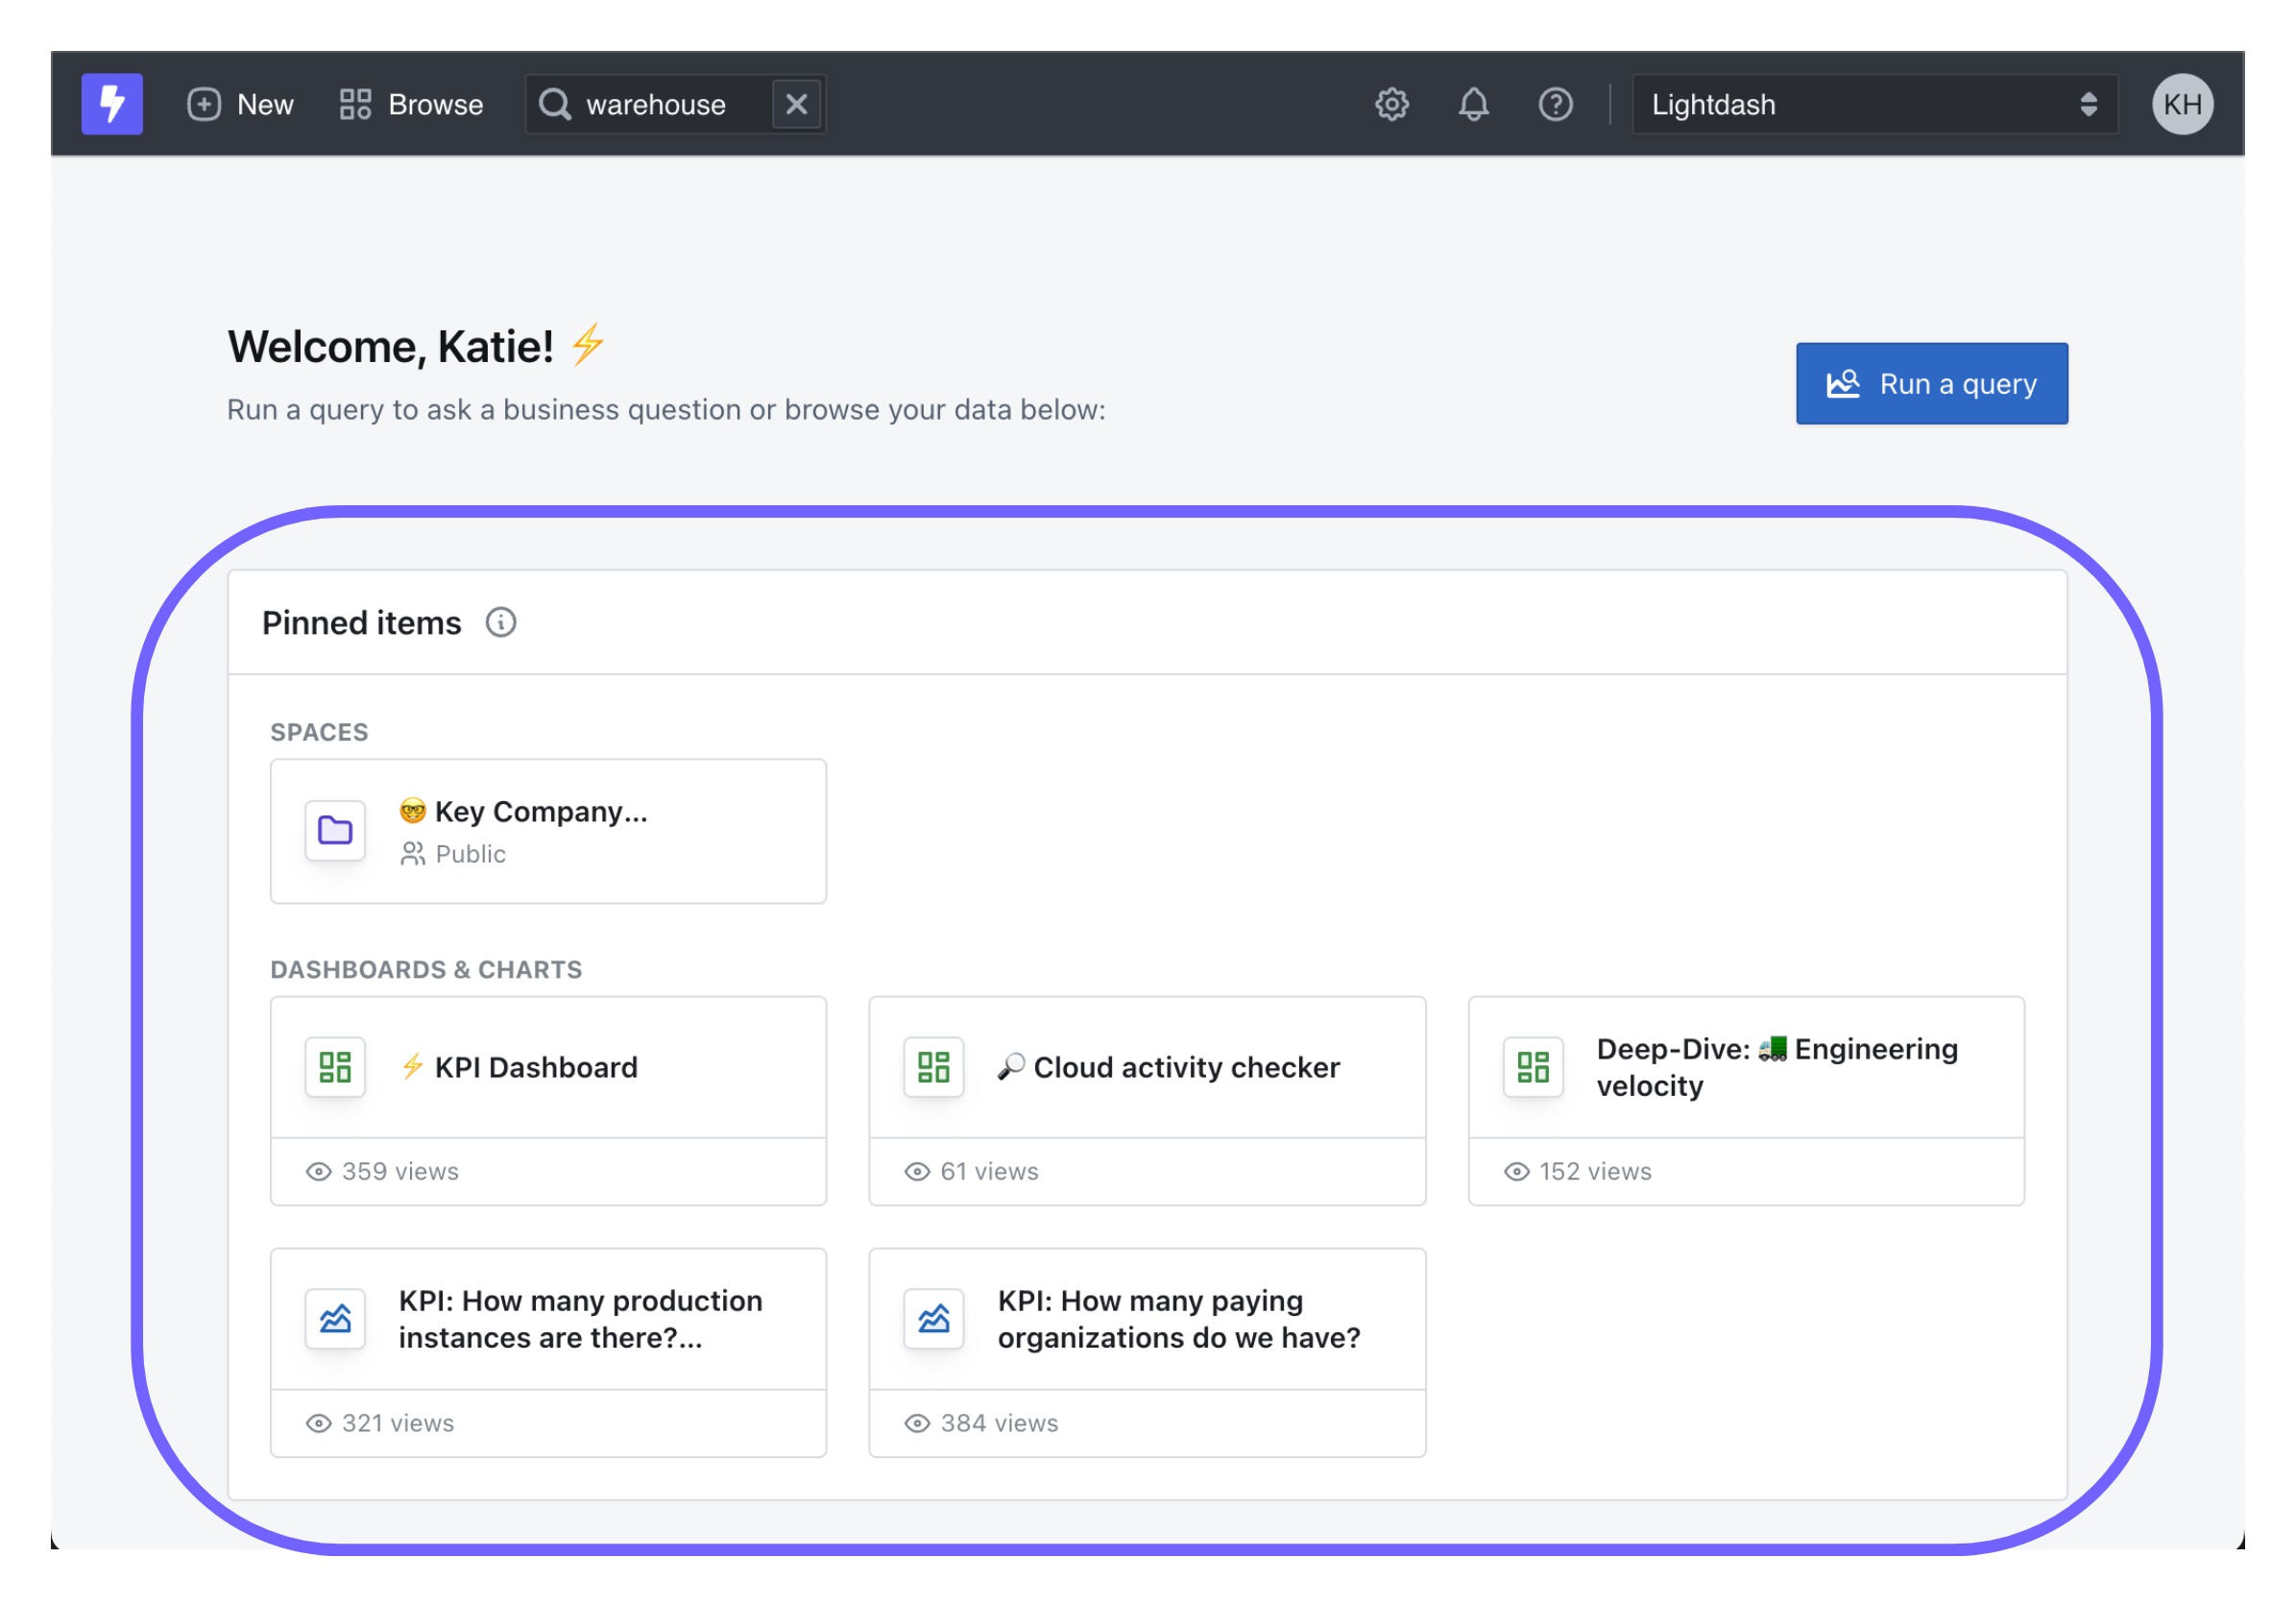 New
Browse
warehouse
Lightdash
KH
Welcome, Katie! ⚡
Run a query to ask a business question or browse your data below:
Run a query
Pinned items
SPACES
🤓 Key Company...
Public
DASHBOARDS & CHARTS
⚡ KPI Dashboard
359 views
🔎 Cloud activity checker
61 views
Deep-Dive: 🚚 Engineering
velocity
152 views
KPI: How many production
instances are there?...
321 views
KPI: How many paying
organizations do we have?
384 views